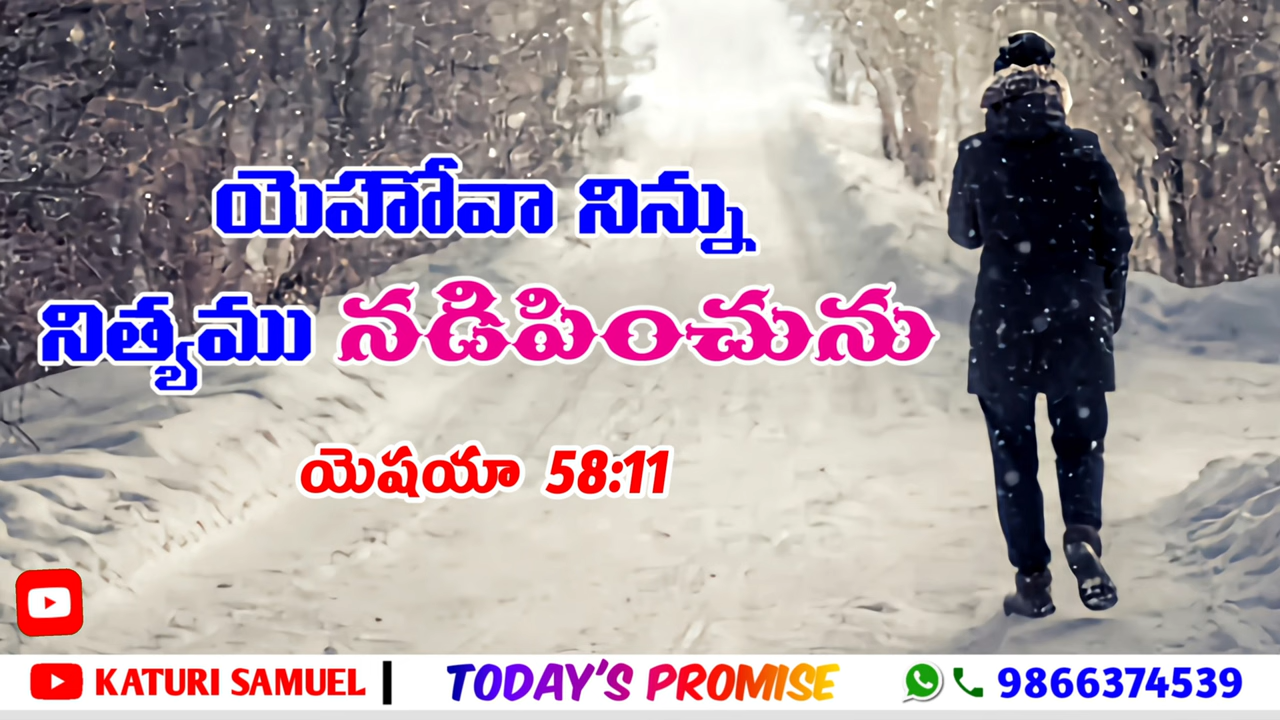 యెహోవా నిన్ను
నిత్యము నడిపించును
యెషయా 58:11
KATURI SAMUEL | TODAY'S PROMISE 9866374539